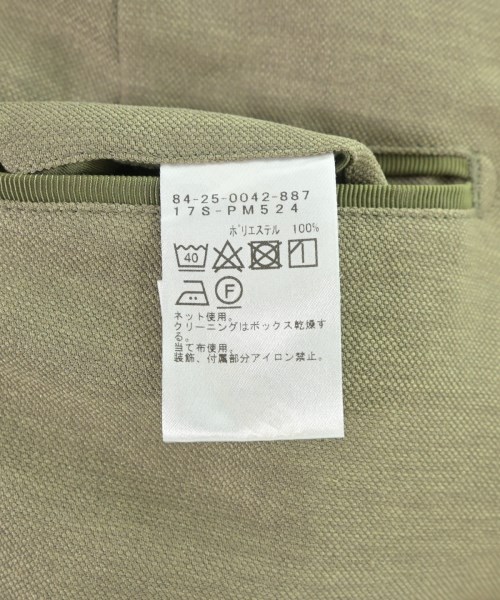 84-25-0042-887
17S-PM524
ポリエステル 100%
40
F
ネット使用。
クリーニングはボックス乾燥す
る。
当て布使用。
装飾、付属部分アイロン禁止。